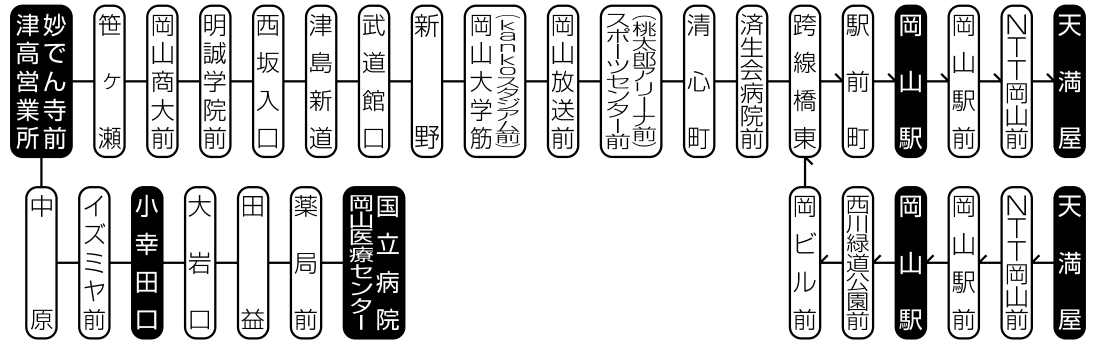 妙でん寺前
津高営業所
笹ヶ瀬
岡山商大前
明誠学院前
西坂入口
津島新道
武道館口
新野
(kankoスタジアム前)
岡山大学筋
岡山放送前
(桃太郎アリーナ前)
スポーツセンター前
清心町
済生会病院前
跨線橋東
駅前町
岡山駅
岡山駅前
NTT岡山前
天満屋
中原
イズミヤ前
小幸田口
大岩口
田益
薬局前
国立病院
岡山医療センター
岡ビル前
西川緑道公園前
岡山駅
岡山駅前
NTT岡山前
天満屋